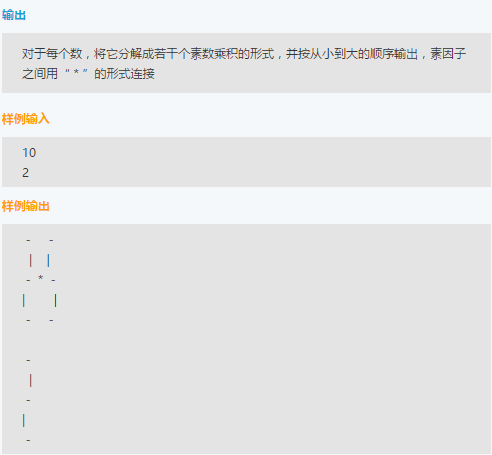 输出
对于每个数，将它分解成若干个素数乘积的形式，并按从小到大的顺序输出，素因子
之间用“ * ”的形式连接
样例输入
10
2
样例输出
 -   -
  | |
 - * -
|     |
 -   -

 -
  |
 -
|
 -